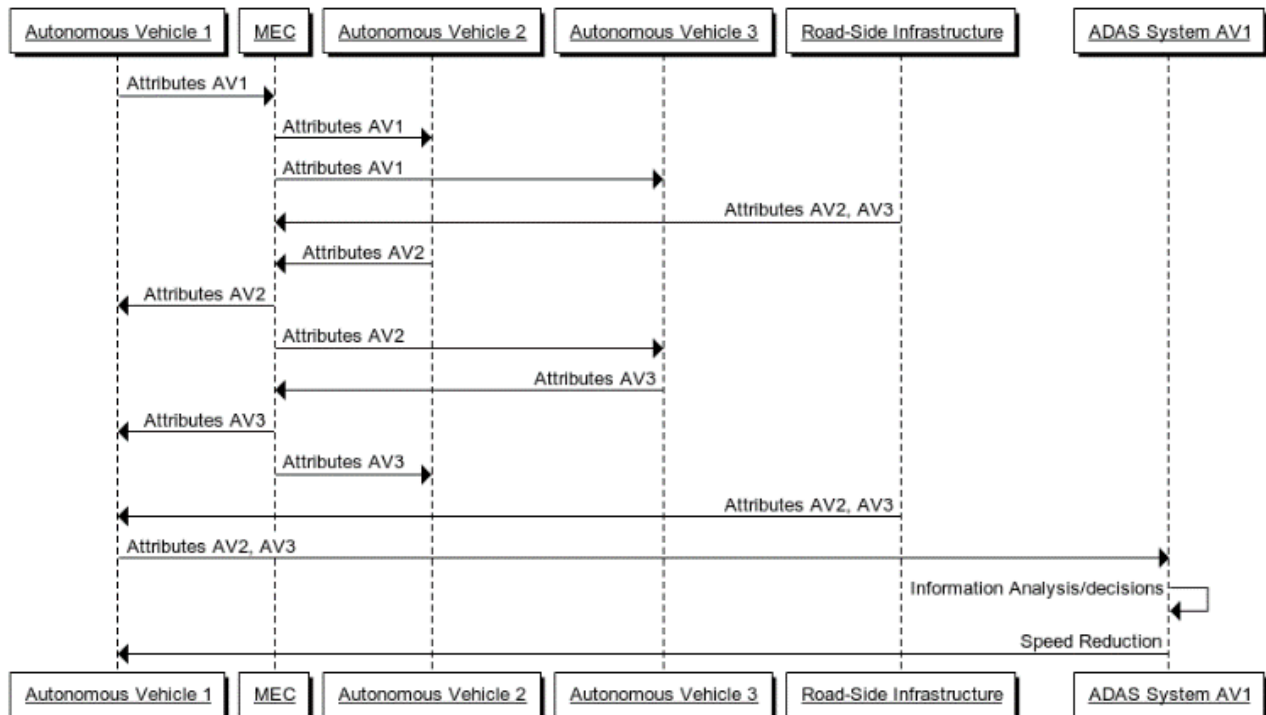 Autonomous Vehicle 1 MEC Autonomous Vehicle 2 Autonomous Vehicle 3 Road-Side Infrastructure ADAS System AV1
Attributes AV1
Attributes AV1
Attributes AV1
Attributes AV2, AV3
Attributes AV2
Attributes AV2
Attributes AV2
Attributes AV3
Attributes AV3
Attributes AV3
Attributes AV2, AV3
Attributes AV2, AV3
Information Analysis/decisions
Speed Reduction
Autonomous Vehicle 1 MEC Autonomous Vehicle 2 Autonomous Vehicle 3 Road-Side Infrastructure ADAS System AV1